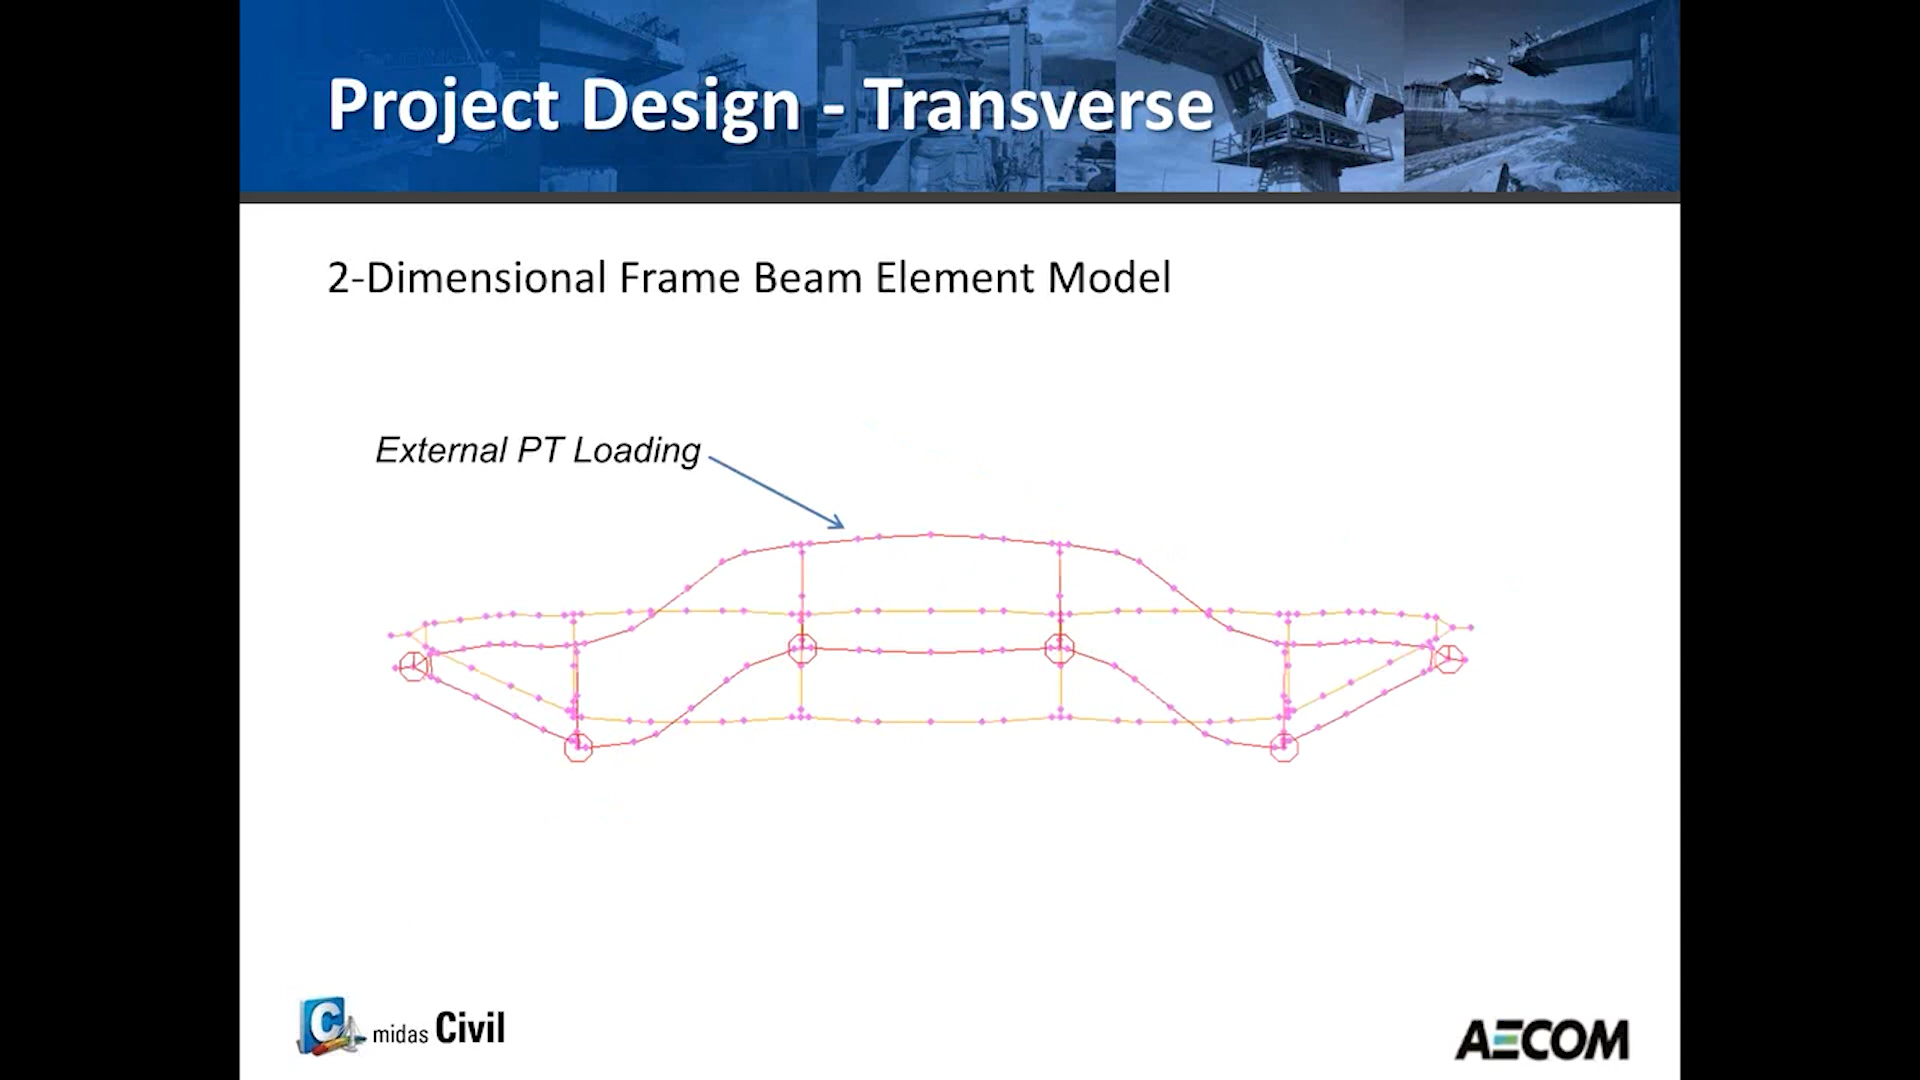 Project Design - Transverse
2-Dimensional Frame Beam Element Model
External PT Loading
C
midas Civil
AECOM